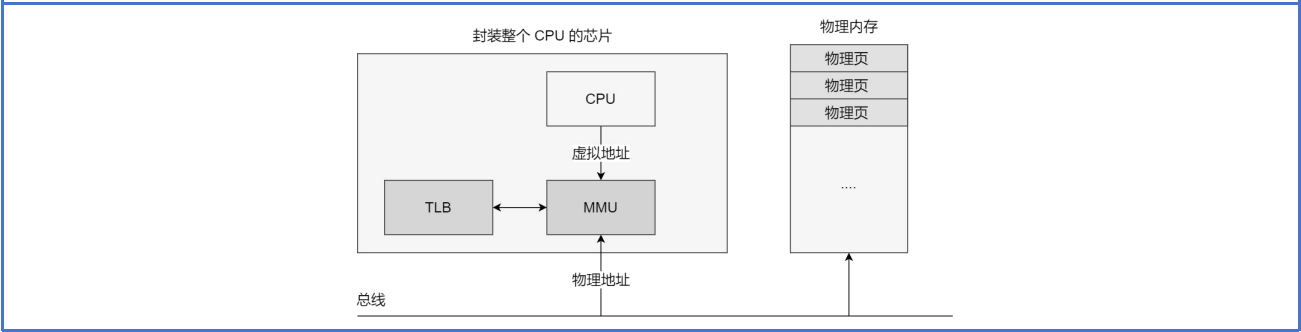 封装整个 CPU 的芯片
物理内存
物理页
物理页
物理页
CPU
虚拟地址
TLB
MMU
....
物理地址
总线